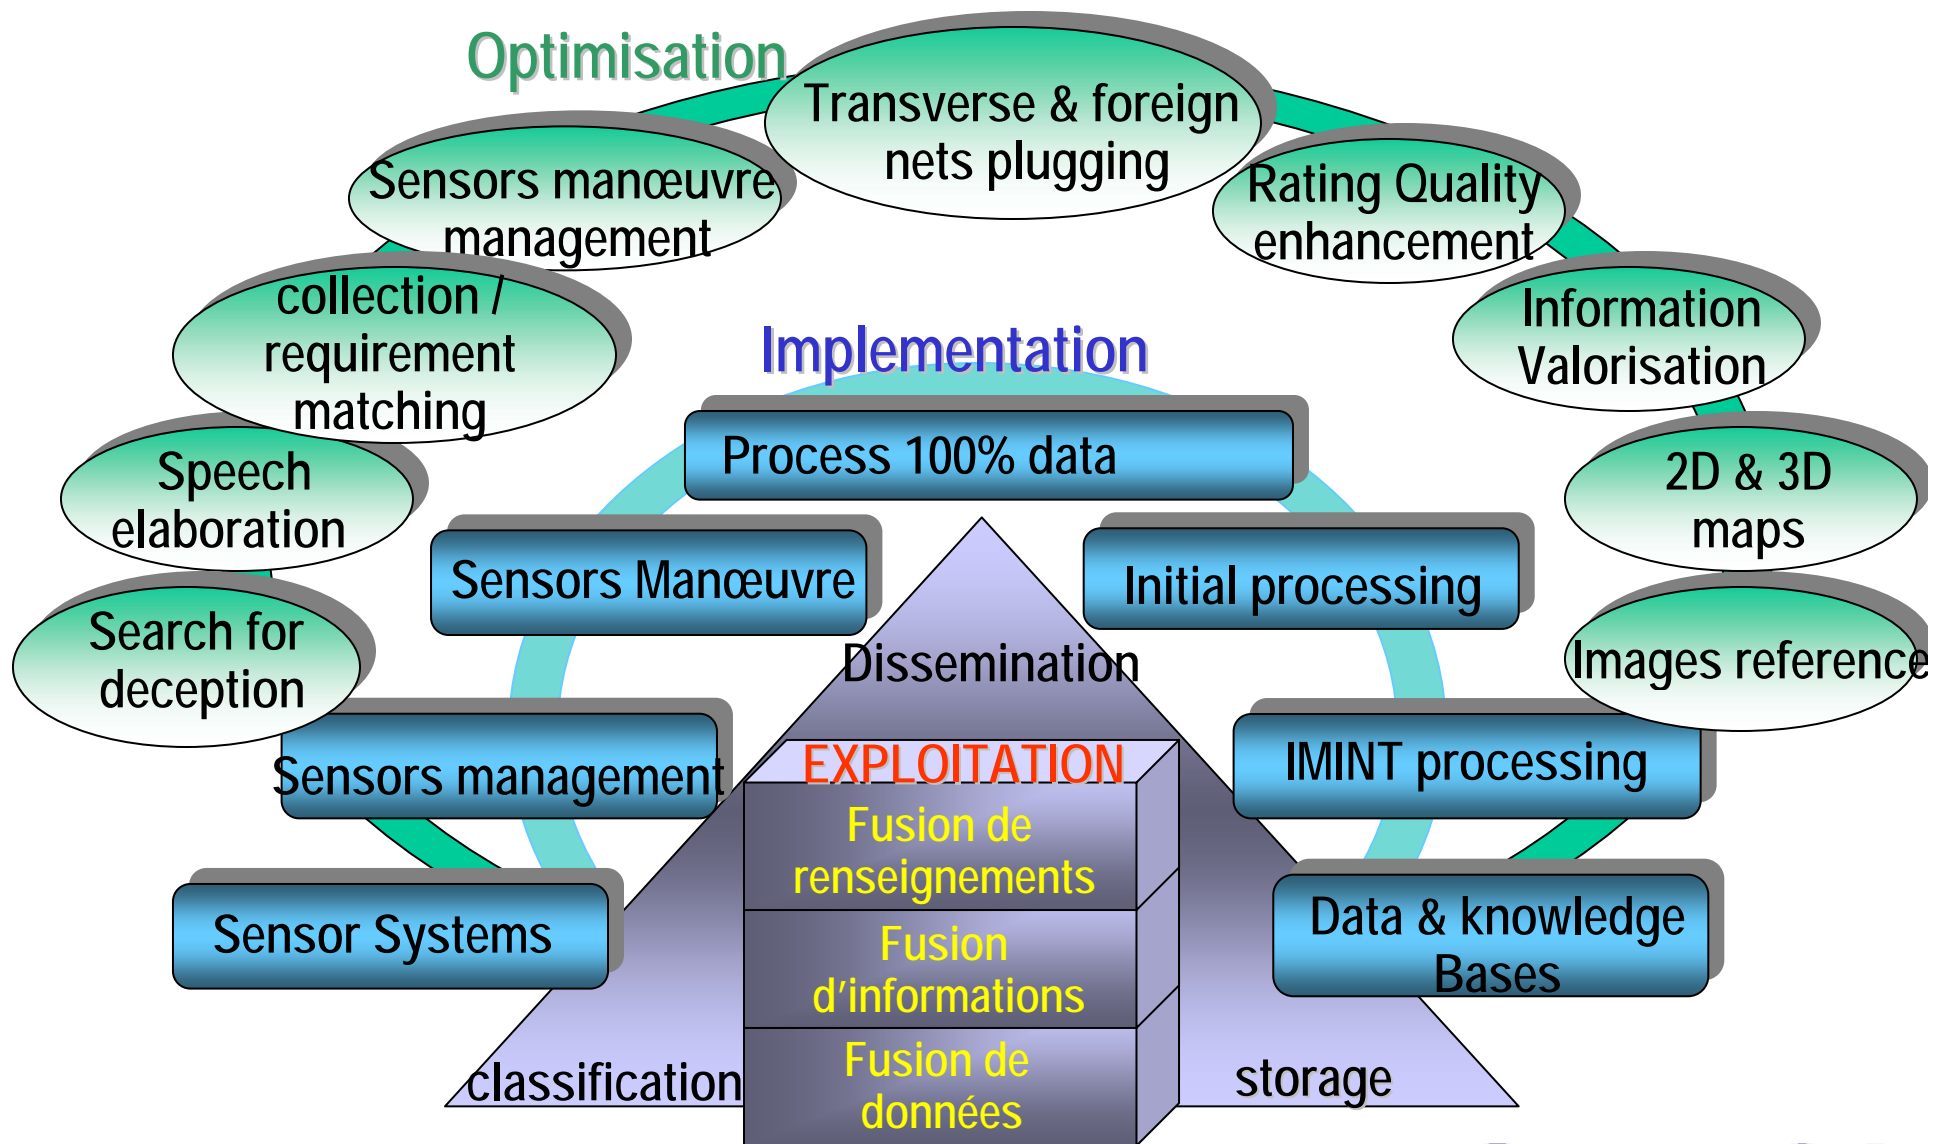 Optimisation
Transverse & foreign
nets plugging
Sensors manœuvre
management
Rating Quality
enhancement
collection /
requirement
matching
Information
Valorisation
Implementation
Process 100% data
Speech
elaboration
2D & 3D
maps
Sensors Manœuvre
Initial processing
Search for
deception
Dissemination
Images reference
Sensors management
EXPLOITATION
IMINT processing
Fusion de
renseignements
Sensor Systems
Data & knowledge
Bases
Fusion
d’informations
Fusion de
données
classification
storage